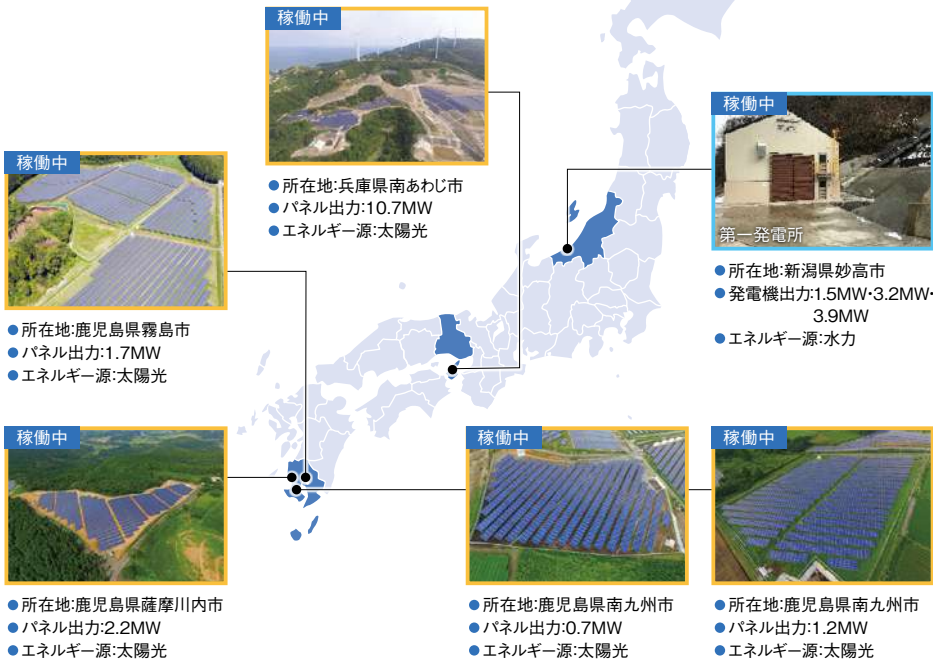 稼働中
●所在地:兵庫県南あわじ市
●パネル出力:10.7MW
●エネルギー源:太陽光
稼働中
第一発電所
●所在地:新潟県妙高市
●発電機出力:1.5MW・3.2MW・
3.9MW
●エネルギー源:水力
稼働中
●所在地:鹿児島県霧島市
●パネル出力:1.7MW
●エネルギー源:太陽光
稼働中
●所在地:鹿児島県薩摩川内市
●パネル出力:2.2MW
●エネルギー源:太陽光
稼働中
●所在地:鹿児島県南九州市
●パネル出力:0.7MW
●エネルギー源:太陽光
稼働中
●所在地:鹿児島県南九州市
●パネル出力:1.2MW
●エネルギー源:太陽光